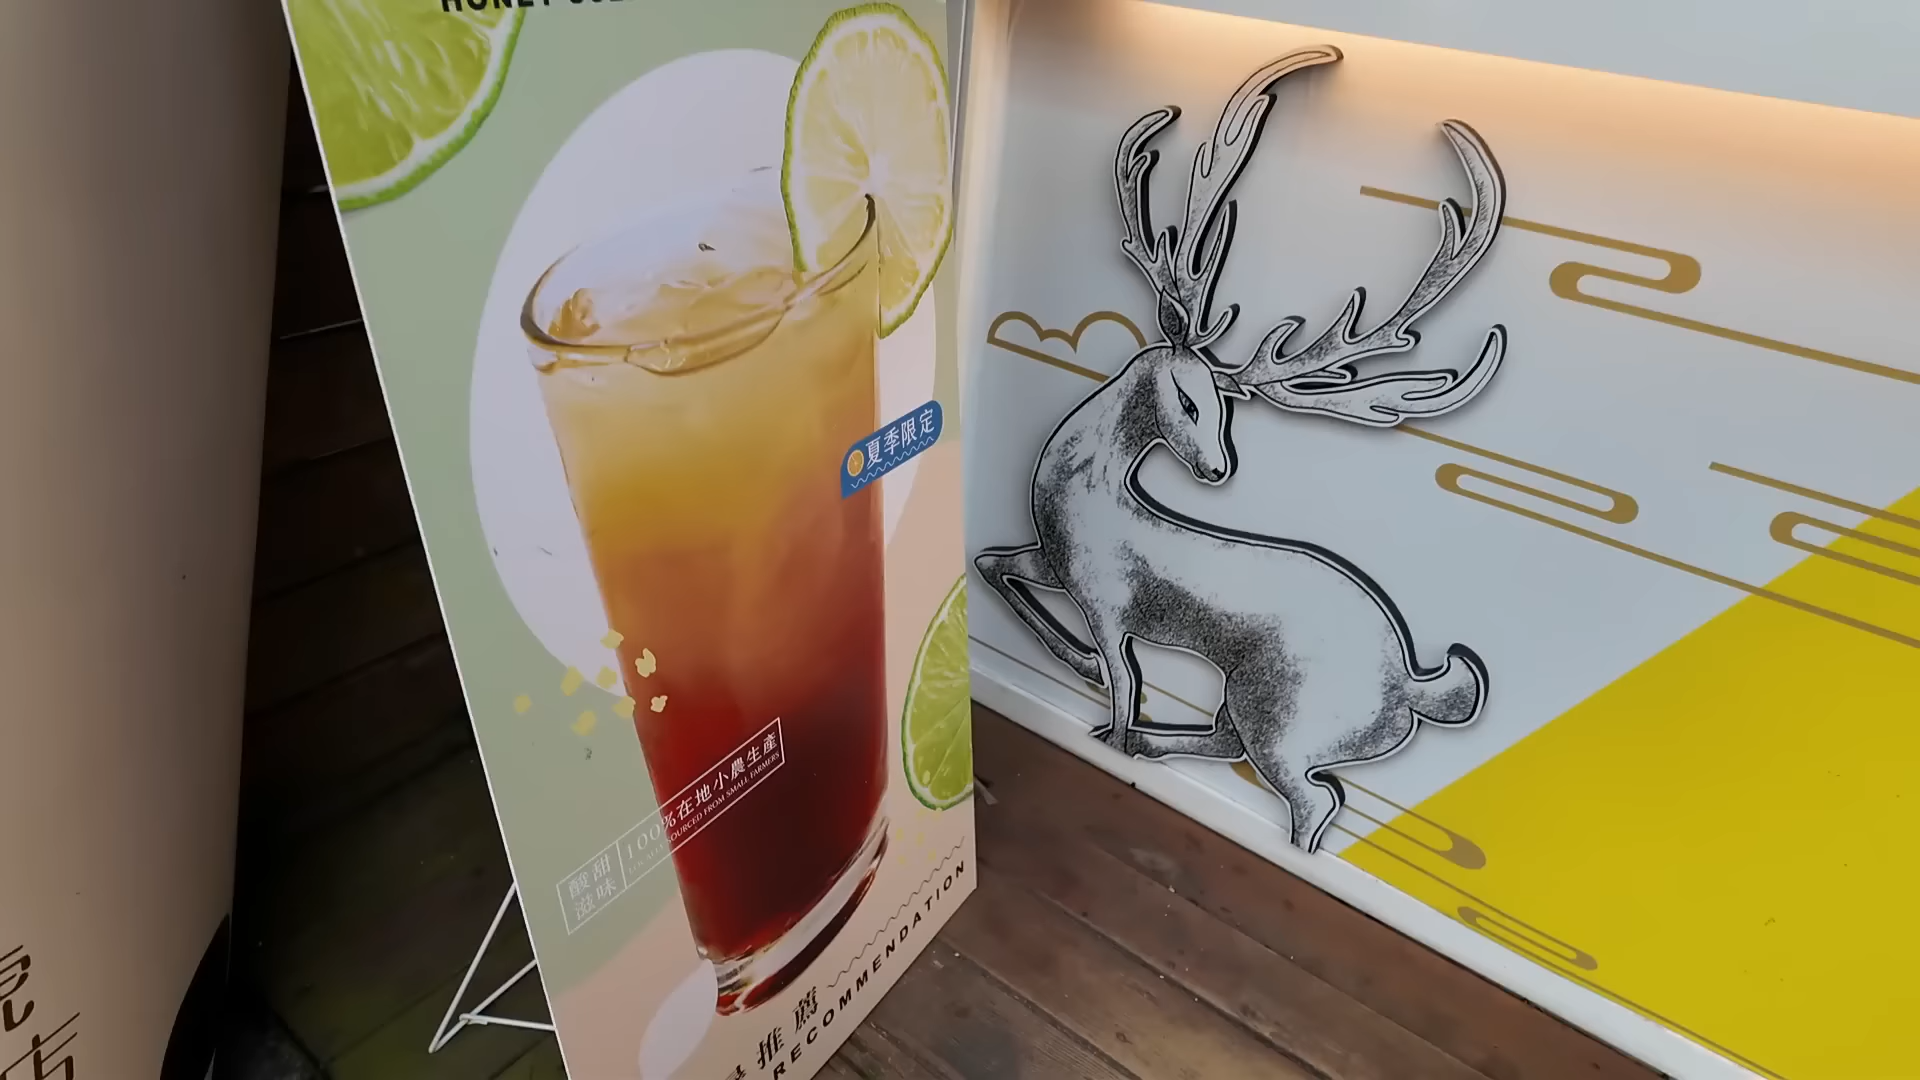 HONEY
夏季限定
酸甜
滋味
100%在地小農生產
LOCALLY SOURCED FROM SMALL FARMERS
推薦
RECOMMENDATION